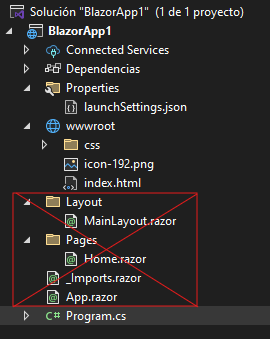 Solución "BlazorApp1" (1 de 1 proyecto)
BlazorApp1
Connected Services
Dependencias
Properties
launchSettings.json
wwwroot
css
icon-192.png
index.html
Layout
MainLayout.razor
Pages
Home.razor
_Imports.razor
App.razor
C# Program.cs